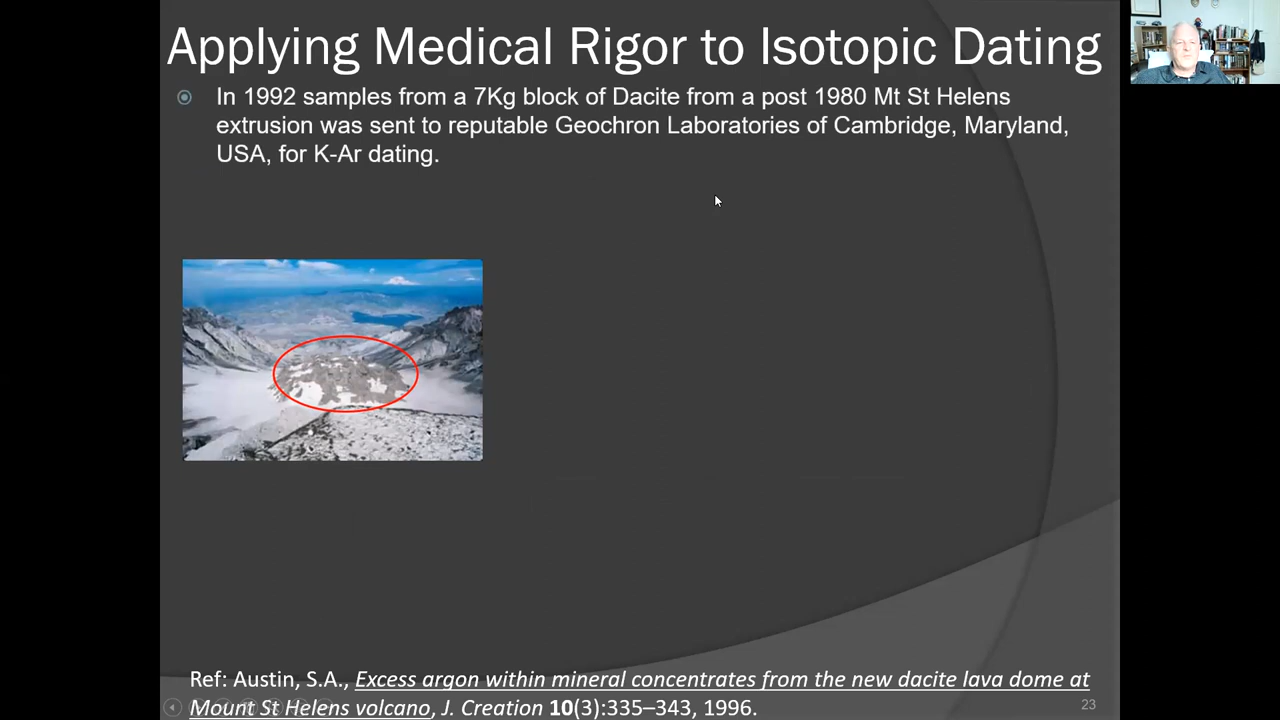 Applying Medical Rigor to Isotopic Dating
In 1992 samples from a 7Kg block of Dacite from a post 1980 Mt St Helens
extrusion was sent to reputable Geochron Laboratories of Cambridge, Maryland,
USA, for K-Ar dating.
Ref: Austin, S.A., Excess argon within mineral concentrates from the new dacite lava dome at
Mount St Helens volcano, J. Creation 10(3):335–343, 1996.
23